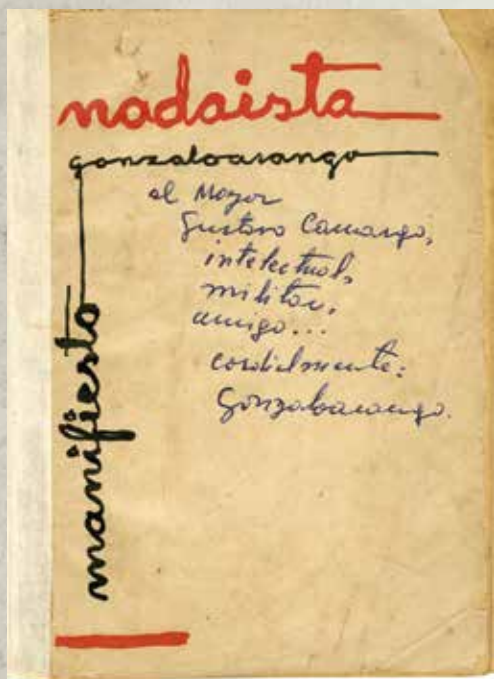 nadaista
gonzaloarango
manifiesto
al Mayor
Gustavo Camargo,
intelectual,
militar,
amigo...
cordialmente:
Gonzaloarango.